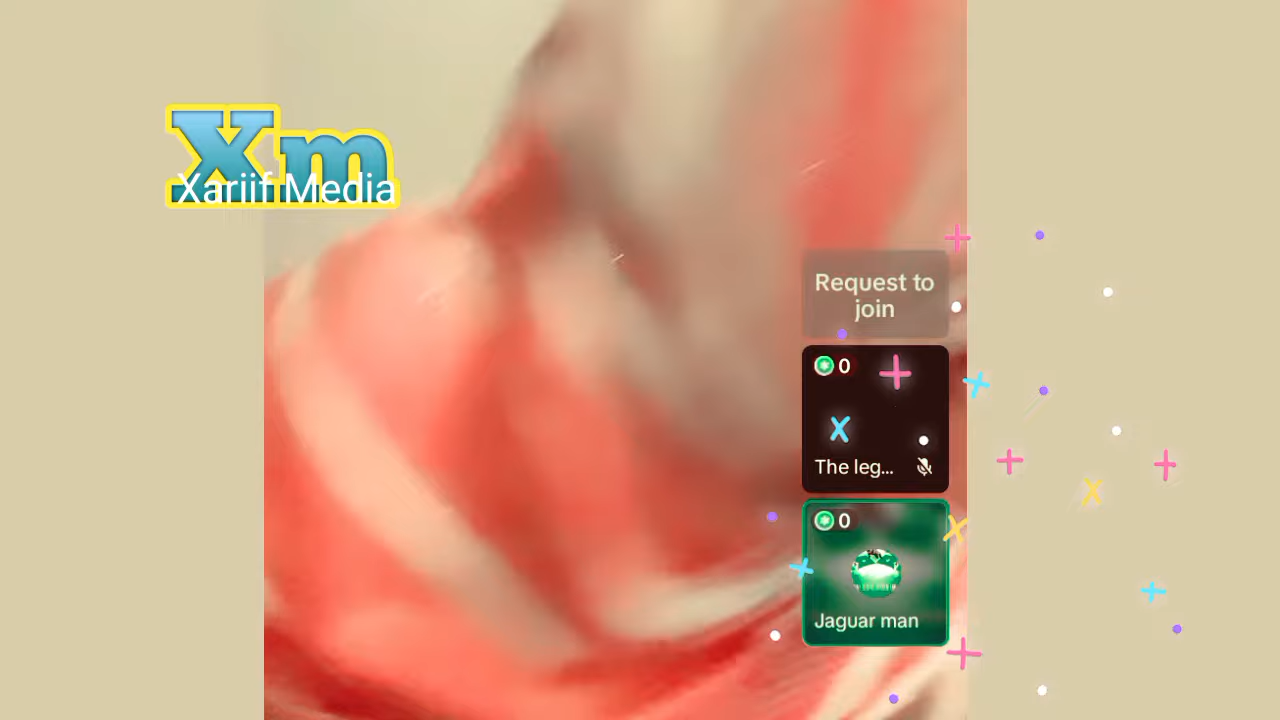 Xm
Xariif Media
Request to
join
0
The leg...
0
Jaguar man